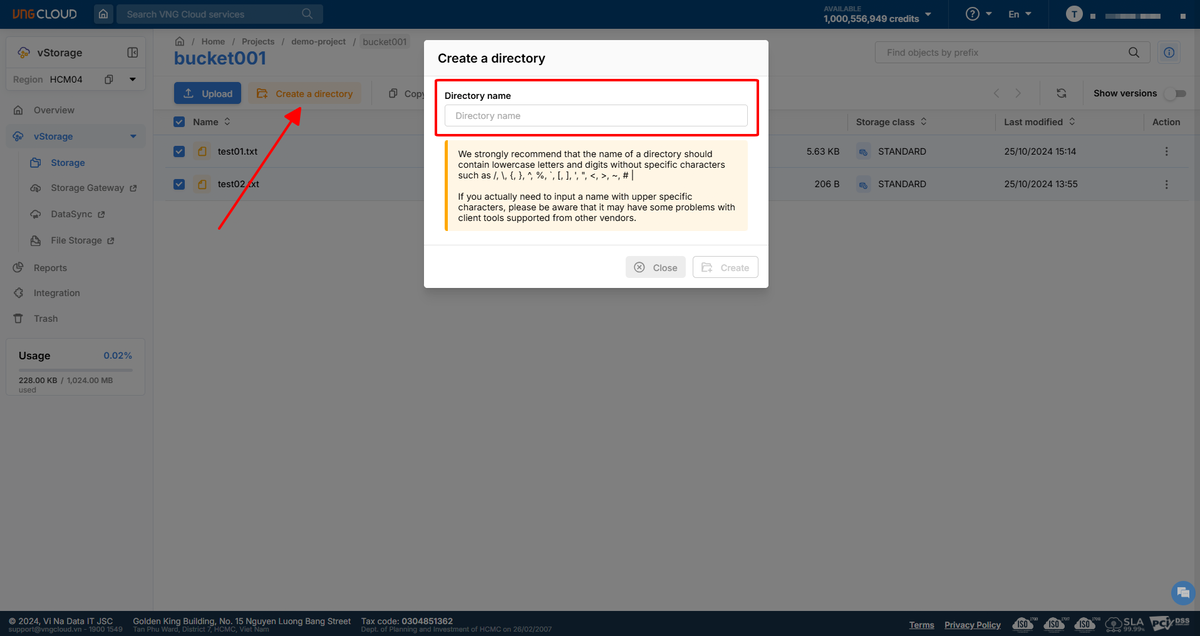 VNG CLOUD
Search VNG Cloud services
AVAILABLE
1,000,556,949 credits
En
T
vStorage
Region HCM04
Overview
vStorage
Storage
Storage Gateway
DataSync
File Storage
Reports
Integration
Trash
Usage 0.02%
228.00 KB / 1,024.00 MB
used
/ Home / Projects / demo-project / bucket001
bucket001
Find objects by prefix
Upload
Create a directory
Copy
Show versions
Name
Storage class
Last modified
Action
test01.txt 5.63 KB STANDARD 25/10/2024 15:14
test02.txt 206 B STANDARD 25/10/2024 13:55
Create a directory
Directory name
Directory name
We strongly recommend that the name of a directory should
contain lowercase letters and digits without specific characters
such as /, \, {, }, ^, %, `, [, ], ', ", <, >, ~, # |
If you actually need to input a name with upper specific
characters, please be aware that it may have some problems with
client tools supported from other vendors.
Close
Create
© 2024, Vi Na Data IT JSC
support@vngcloud.vn - 1900 1549
Golden King Building, No. 15 Nguyen Luong Bang Street
Tan Phu Ward, District 7, HCMC, Viet Nam
Tax code: 0304851362
Dept. of Planning and Investment of HCMC on 26/02/2007
Terms
Privacy Policy
ISO
ISO
ISO
SLA
99.99%
PCI DSS